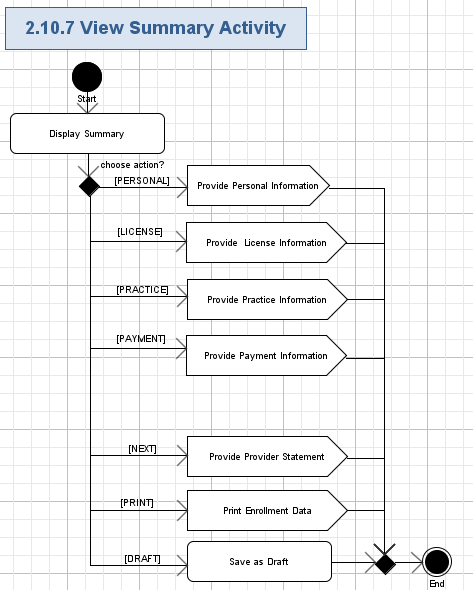 2.10.7 View Summary Activity
Start
Display Summary
choose action?
[PERSONAL]
Provide Personal Information
[LICENSE]
Provide License Information
[PRACTICE]
Provide Practice Information
[PAYMENT]
Provide Payment Information
[NEXT]
Provide Provider Statement
[PRINT]
Print Enrollment Data
[DRAFT]
Save as Draft
End